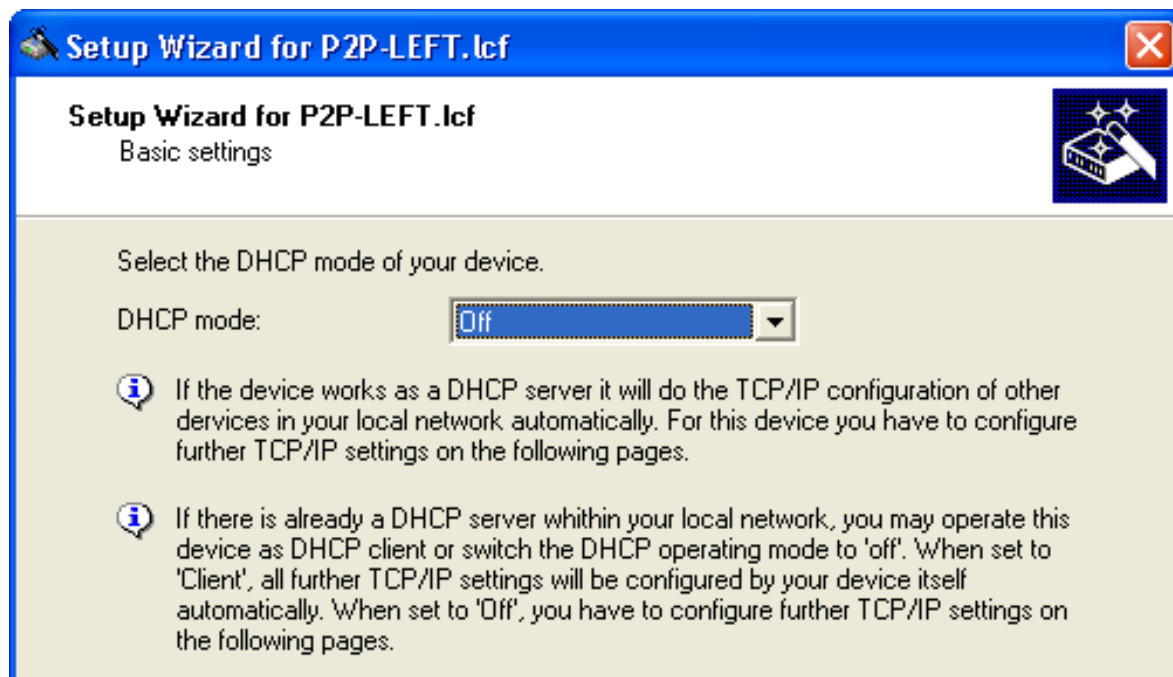 Setup Wizard for P2P-LEFT.lcf
Setup Wizard for P2P-LEFT.lcf
Basic settings
Select the DHCP mode of your device.
DHCP mode:
Off
If the device works as a DHCP server it will do the TCP/IP configuration of other
dervices in your local network automatically. For this device you have to configure
further TCP/IP settings on the following pages.
If there is already a DHCP server whithin your local network, you may operate this
device as DHCP client or switch the DHCP operating mode to 'off'. When set to
'Client', all further TCP/IP settings will be configured by your device itself
automatically. When set to 'Off', you have to configure further TCP/IP settings on
the following pages.